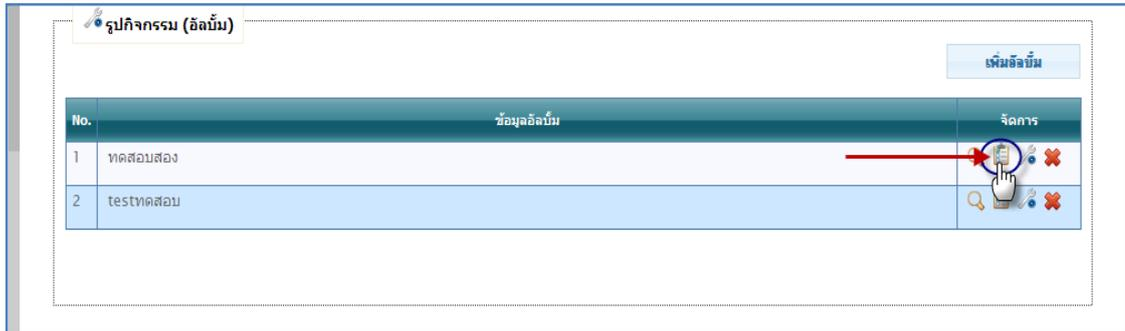 รูปกิจกรรม (อัลบั้ม)
เพิ่มอัลบั้ม
No. ข้อมูลอัลบั้ม จัดการ
1 ทดสอบสอง
2 testทดสอบ